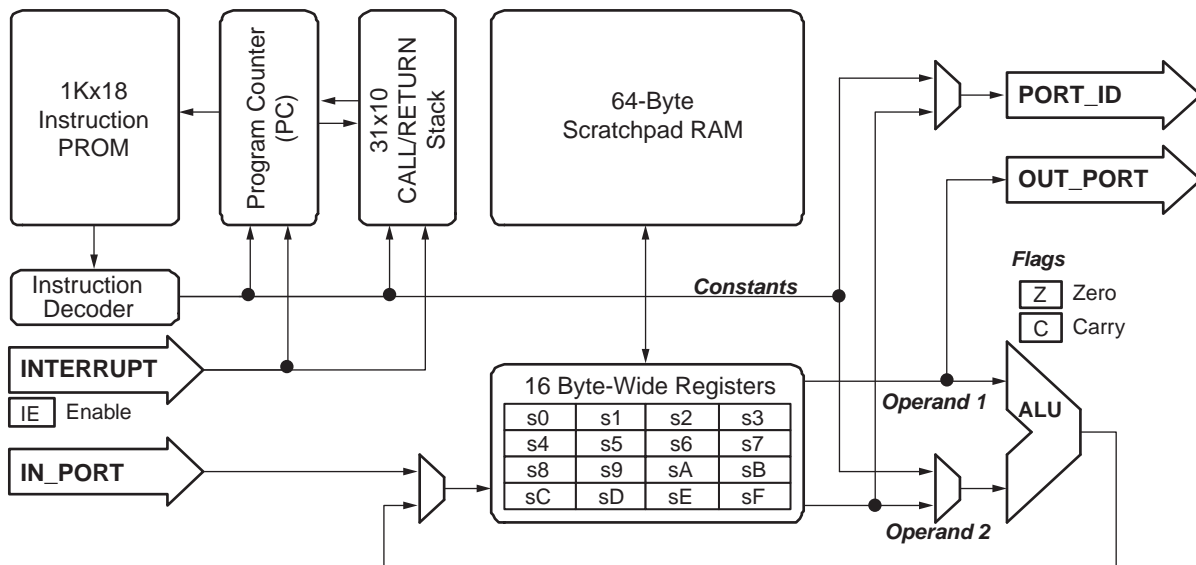 1Kx18
Instruction
PROM
Program Counter
(PC)
31x10
CALL/RETURN
Stack
64-Byte
Scratchpad RAM
PORT_ID
OUT_PORT
Instruction
Decoder
Constants
Flags
Z Zero
C Carry
INTERRUPT
IE Enable
16 Byte-Wide Registers
s0 s1 s2 s3
s4 s5 s6 s7
s8 s9 sA sB
sC sD sE sF
Operand 1
ALU
IN_PORT
Operand 2